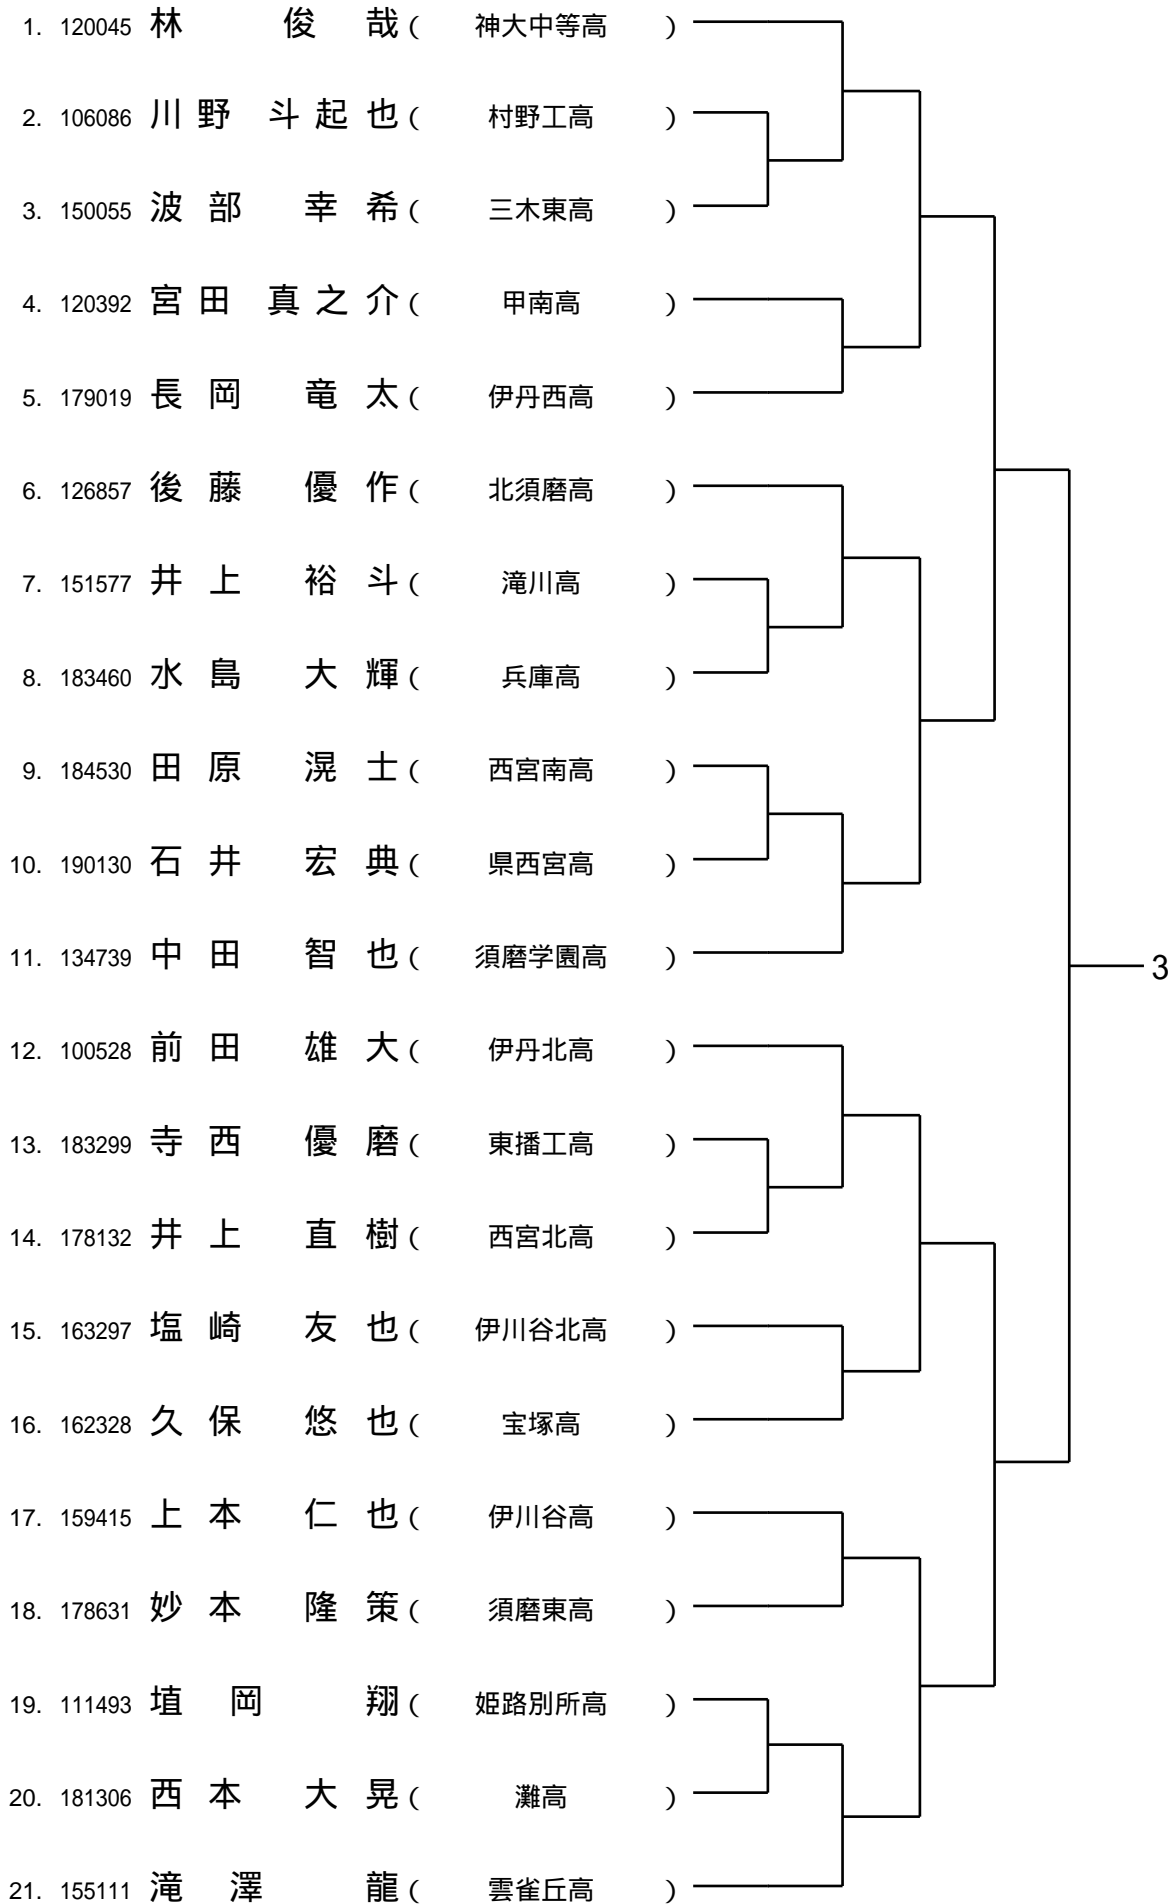 1. 120045 林 俊 哉 ( 神大中等高 )
2. 106086 川 野 斗 起 也 ( 村野工高 )
3. 150055 波 部 幸 希 ( 三木東高 )
4. 120392 宮 田 真 之 介 ( 甲南高 )
5. 179019 長 岡 竜 太 ( 伊丹西高 )
6. 126857 後 藤 優 作 ( 北須磨高 )
7. 151577 井 上 裕 斗 ( 滝川高 )
8. 183460 水 島 大 輝 ( 兵庫高 )
9. 184530 田 原 滉 士 ( 西宮南高 )
10. 190130 石 井 宏 典 ( 県西宮高 )
11. 134739 中 田 智 也 ( 須磨学園高 )
3
12. 100528 前 田 雄 大 ( 伊丹北高 )
13. 183299 寺 西 優 磨 ( 東播工高 )
14. 178132 井 上 直 樹 ( 西宮北高 )
15. 163297 塩 崎 友 也 ( 伊川谷北高 )
16. 162328 久 保 悠 也 ( 宝塚高 )
17. 159415 上 本 仁 也 ( 伊川谷高 )
18. 178631 妙 本 隆 策 ( 須磨東高 )
19. 111493 埴 岡 翔 ( 姫路別所高 )
20. 181306 西 本 大 晃 ( 灘高 )
21. 155111 滝 澤 龍 ( 雲雀丘高 )